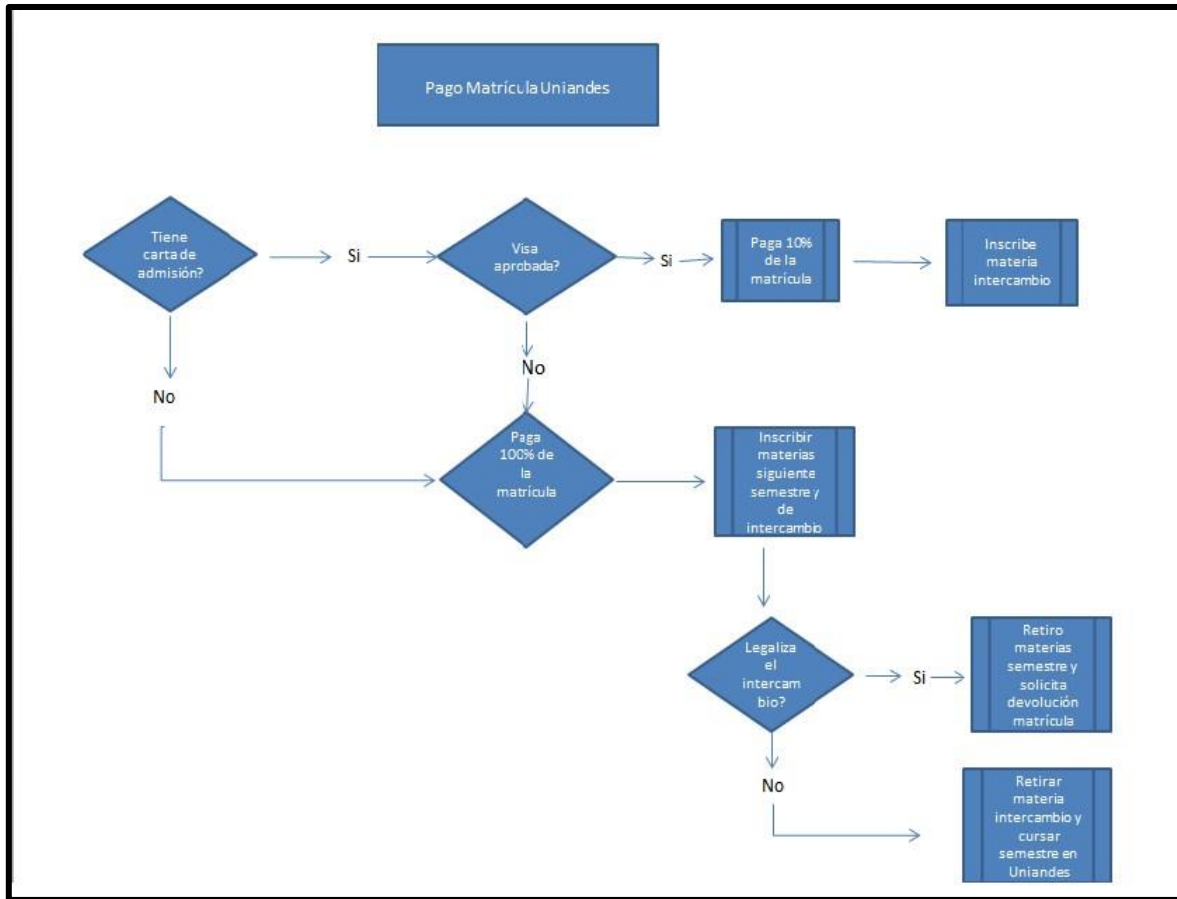 Pago Matrícula Uniandes
Tiene
carta de
admisión?
Si
Visa
aprobada?
Si
Paga 10%
de la
matrícula
Inscribe
materia
intercambio
No
No
Paga
100% de
la
matrícula
Inscribir
materias
siguiente
semestre y
de
intercambio
Legaliza
el
intercam
bio?
Si
Retiro
materias
semestre y
solicita
devolución
matrícula
No
Retirar
materia
intercambio y
cursar
semestre en
Uniandes